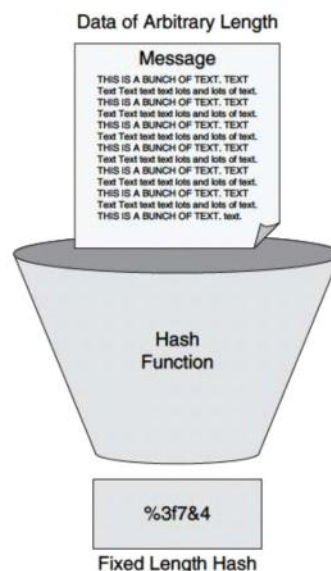 Data of Arbitrary Length
Message
THIS IS A BUNCH OF TEXT. TEXT
Text Text text text lots and lots of text.
THIS IS A BUNCH OF TEXT. TEXT
Text Text text text lots and lots of text.
THIS IS A BUNCH OF TEXT. TEXT
Text Text text text lots and lots of text.
THIS IS A BUNCH OF TEXT. TEXT
Text Text text text lots and lots of text.
THIS IS A BUNCH OF TEXT. TEXT
Text Text text text lots and lots of text.
THIS IS A BUNCH OF TEXT. TEXT
Text Text text text lots and lots of text.
THIS IS A BUNCH OF TEXT. text.
Hash
Function
%3f7&4
Fixed Length Hash